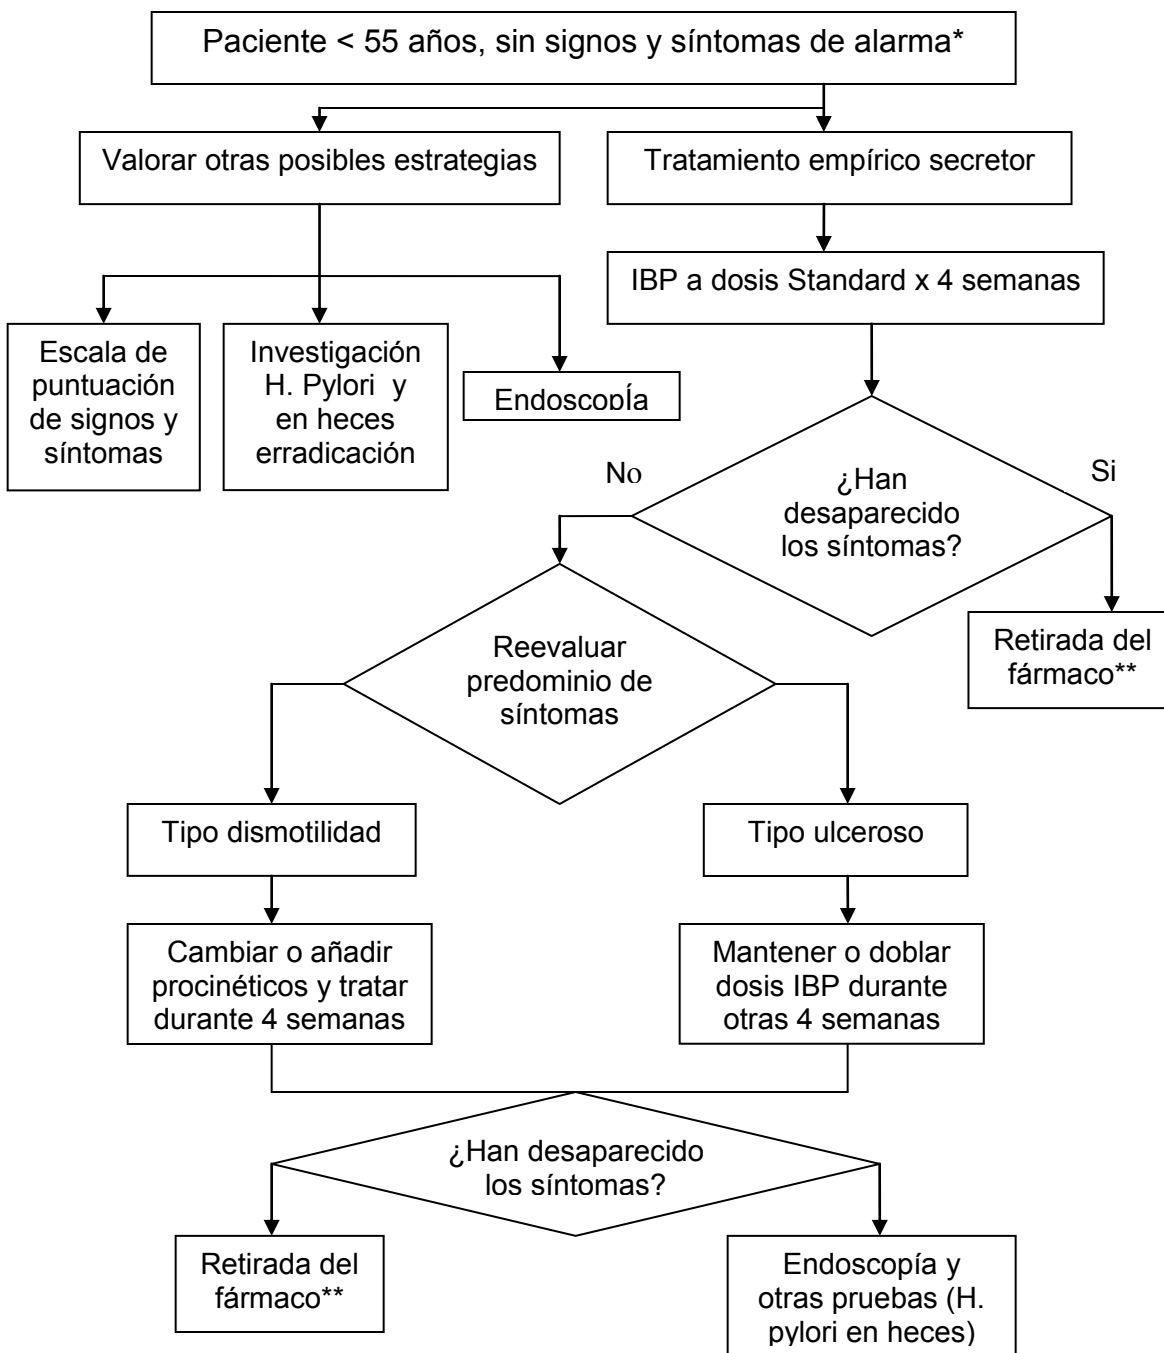 Paciente < 55 años, sin signos y síntomas de alarma*
Valorar otras posibles estrategias
Tratamiento empírico secretor
IBP a dosis Standard x 4 semanas
Escala de
puntuación
de signos y
síntomas
Investigación
H. Pylori y
en heces
erradicación
EndoscopÍa
No
Si
¿Han
desaparecido
los síntomas?
Retirada del
fármaco**
Reevaluar
predominio de
síntomas
Tipo dismotilidad
Tipo ulceroso
Cambiar o añadir
procinéticos y tratar
durante 4 semanas
Mantener o doblar
dosis IBP durante
otras 4 semanas
¿Han desaparecido
los síntomas?
Retirada del
fármaco**
Endoscopía y
otras pruebas (H.
pylori en heces)